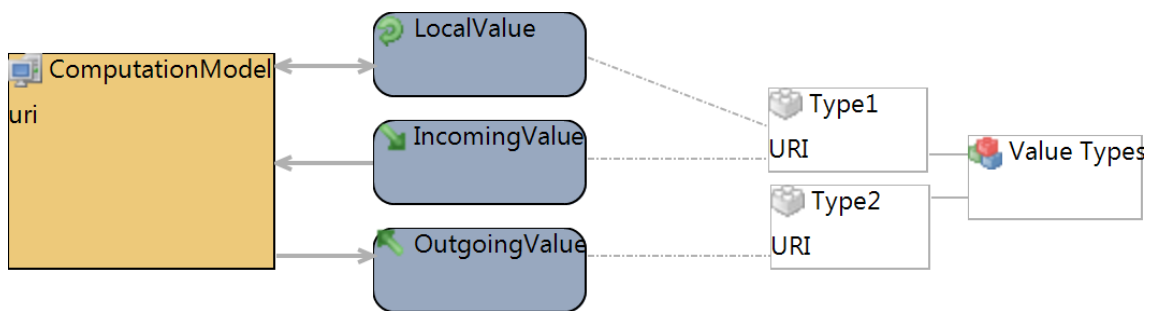 LocalValue
ComputationModel
uri
IncomingValue
OutgoingValue
Type1
URI
Type2
URI
Value Types